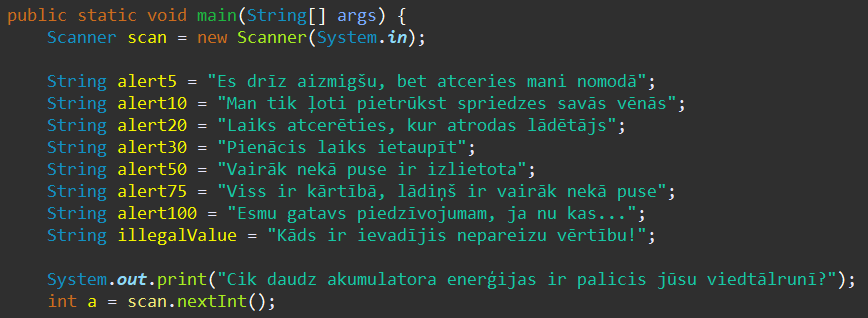 public static void main(String[] args) {
Scanner scan = new Scanner(System.in);
String alert5 = "Es drīz aizmigšu, bet atceries mani nomodā";
String alert10 = "Man tik ļoti pietrūkst spriedzes savās vēnās";
String alert20 = "Laiks atcerēties, kur atrodas lādētājs";
String alert30 = "Pienācis laiks ietaupīt";
String alert50 = "Vairāk nekā puse ir izlietota";
String alert75 = "Viss ir kārtībā, lādiņš ir vairāk nekā puse";
String alert100 = "Esmu gatavs piedzīvojumam, ja nu kas...";
String illegalValue = "Kāds ir ievadījis nepareizu vērtību!";
System.out.print("Cik daudz akumulatora enerģijas ir palicis jūsu viedtālrunī?");
int a = scan.nextInt();